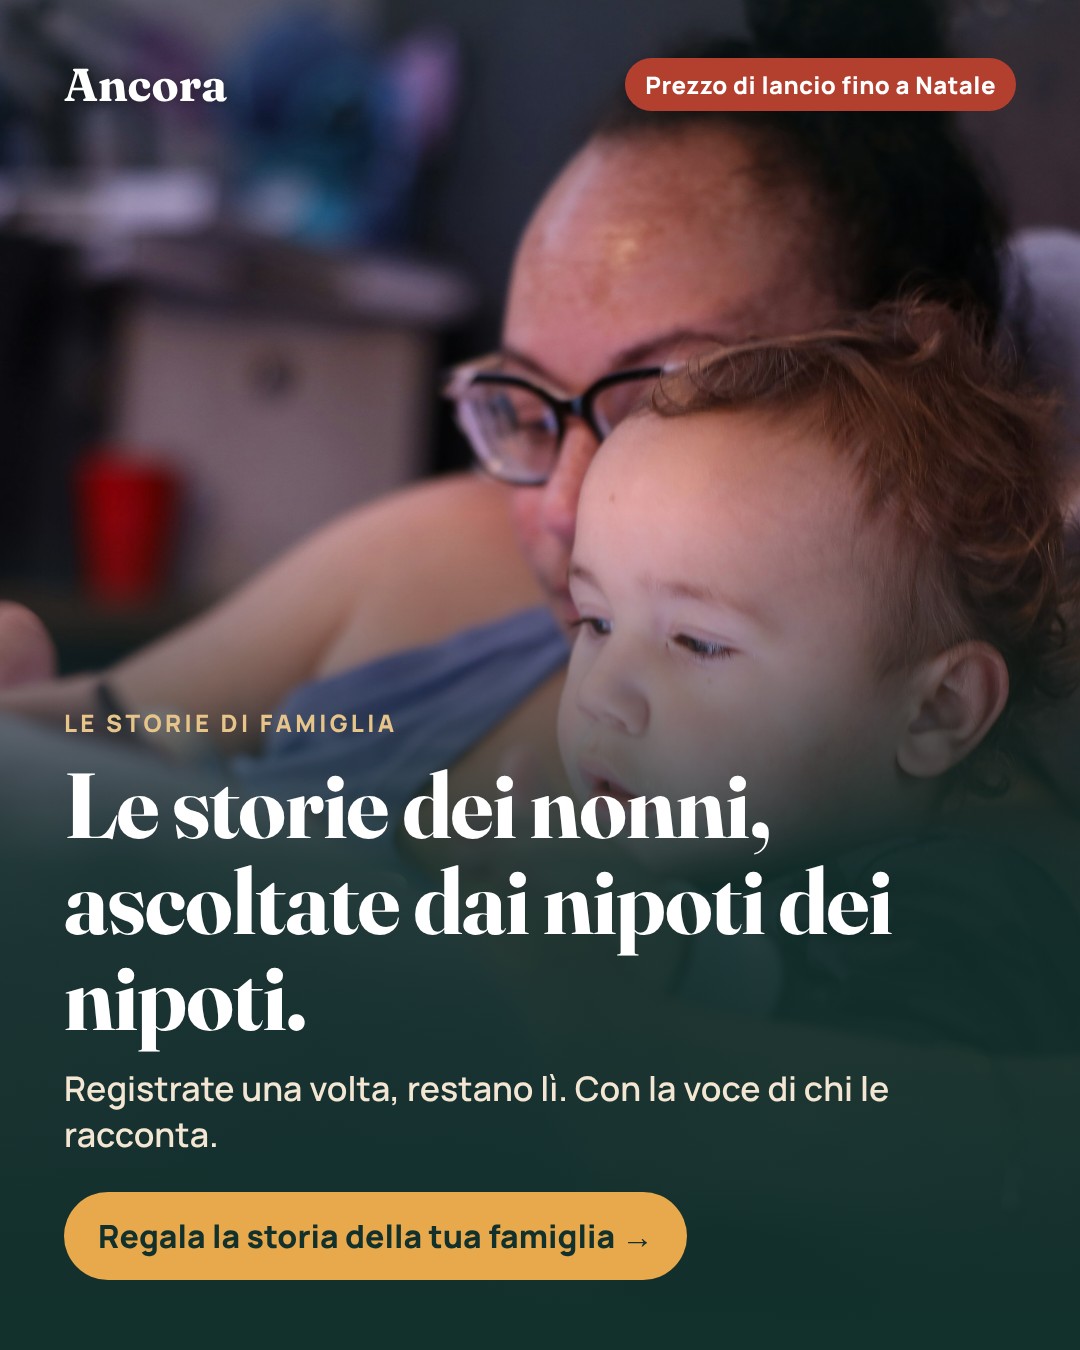 Ancora
Prezzo di lancio fino a Natale
LE STORIE DI FAMIGLIA
Le storie dei nonni,
ascoltate dai nipoti dei
nipoti.
Registrate una volta, restano lì. Con la voce di chi le
racconta.
Regala la storia della tua famiglia →